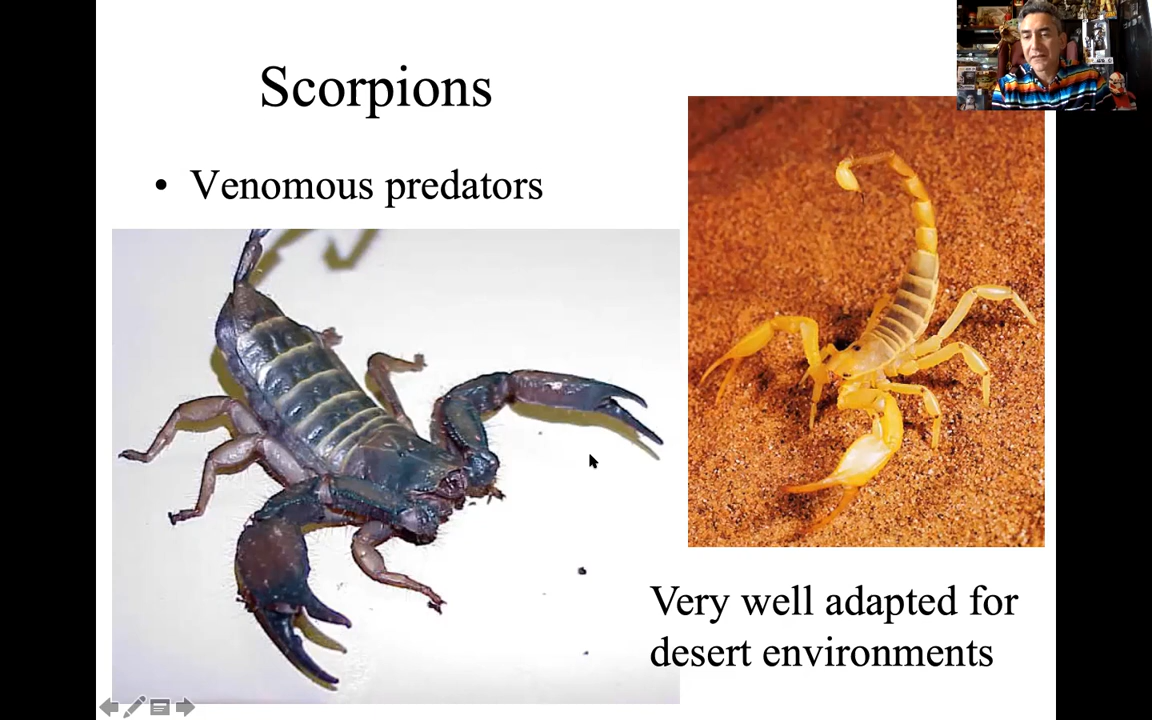 Scorpions
• Venomous predators
Very well adapted for
desert environments